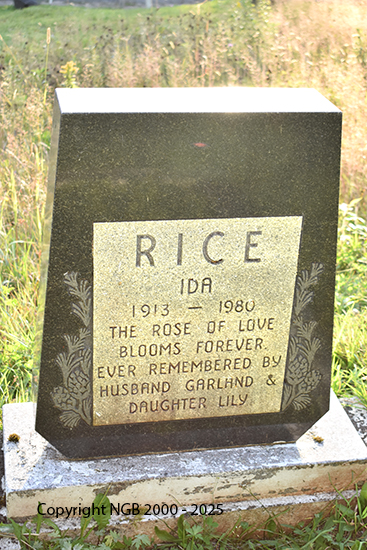 RICE
IDA
1913 — 1980
THE ROSE OF LOVE
BLOOMS FOREVER.
EVER REMEMBERED BY
HUSBAND GARLAND &
DAUGHTER LILY.
Copyright NGB 2000 - 2025